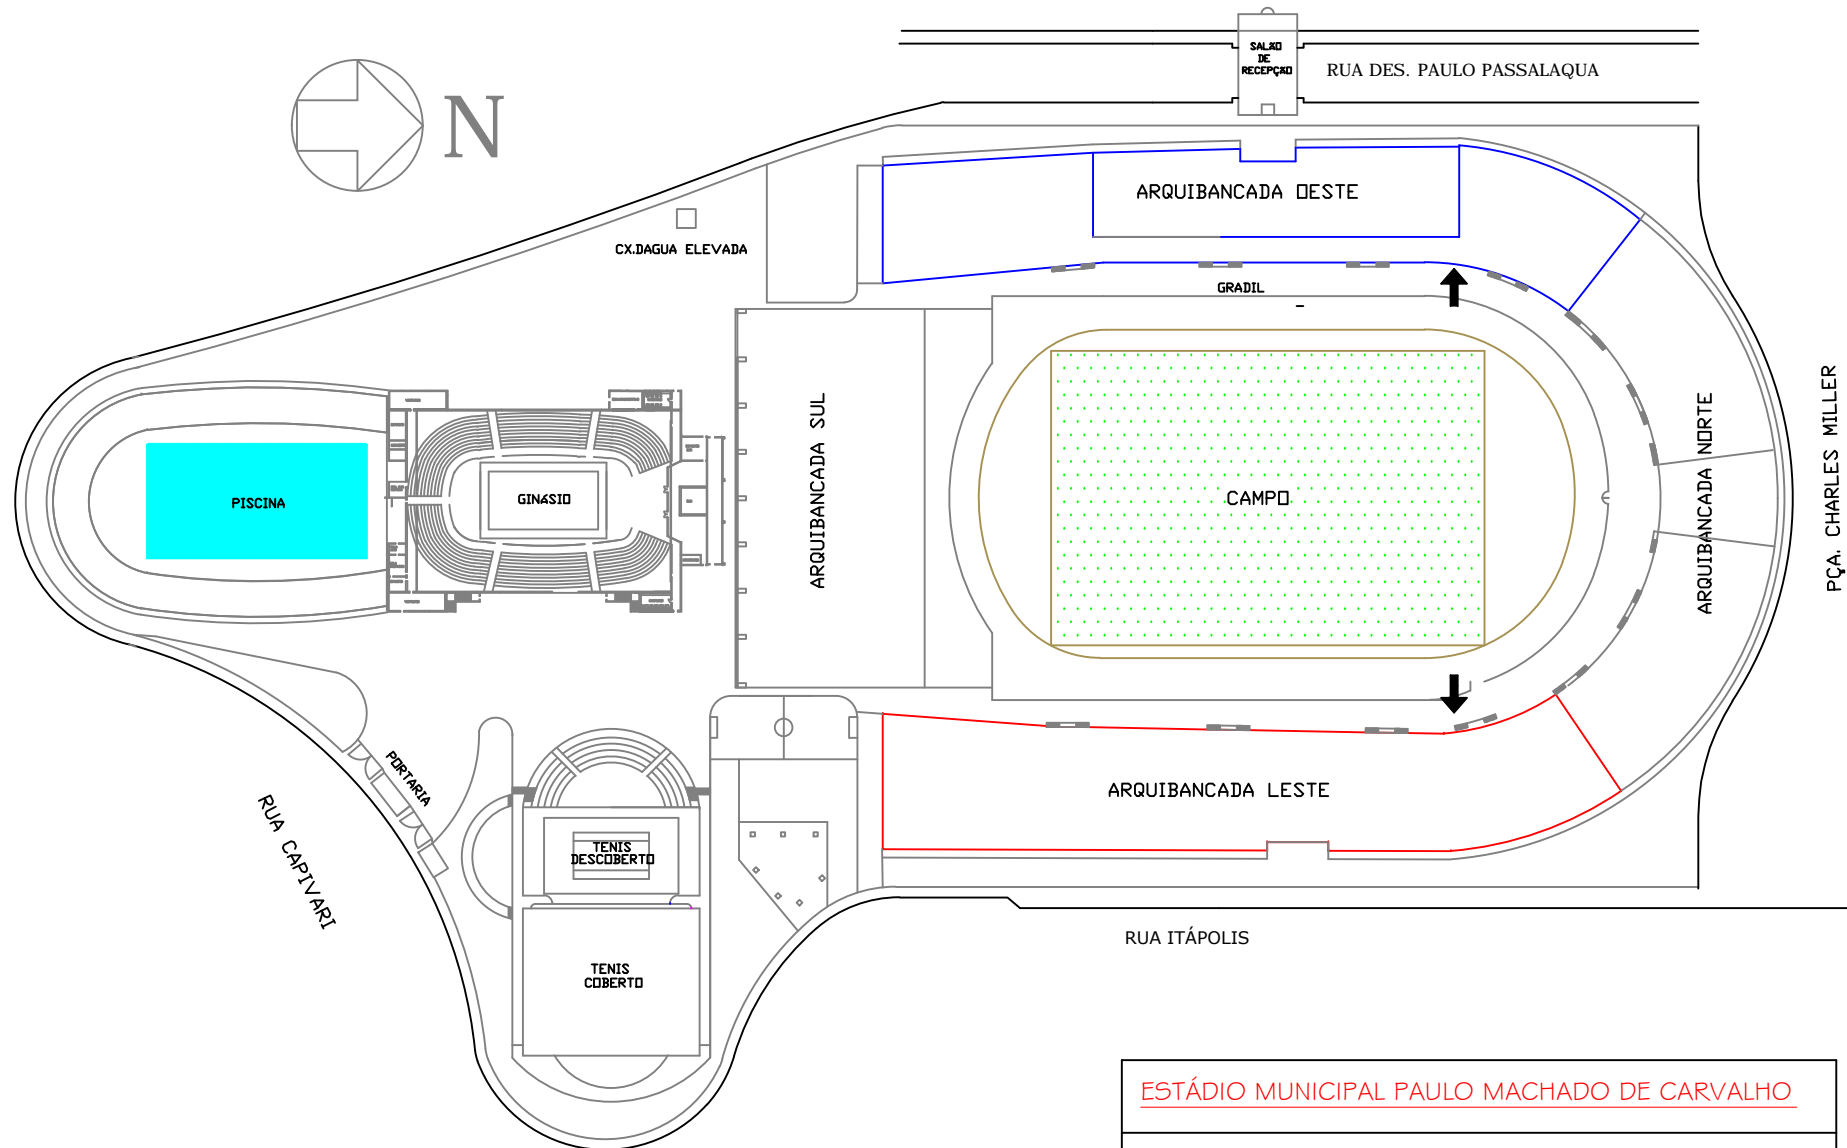 SALÃO
DE
RECEPÇÃO
RUA DES. PAULO PASSALAQUA
N
ARQUIBANCADA OESTE
CX.DAGUA ELEVADA
GRADIL
ARQUIBANCADA SUL
ARQUIBANCADA NORTE
PÇA. CHARLES MILLER
PISCINA
GINÁSIO
CAMPO
PORTARIA
RUA CAPIVARI
ARQUIBANCADA LESTE
TENIS
DESCOBERTO
RUA ITÁPOLIS
TENIS
COBERTO
ESTÁDIO MUNICIPAL PAULO MACHADO DE CARVALHO